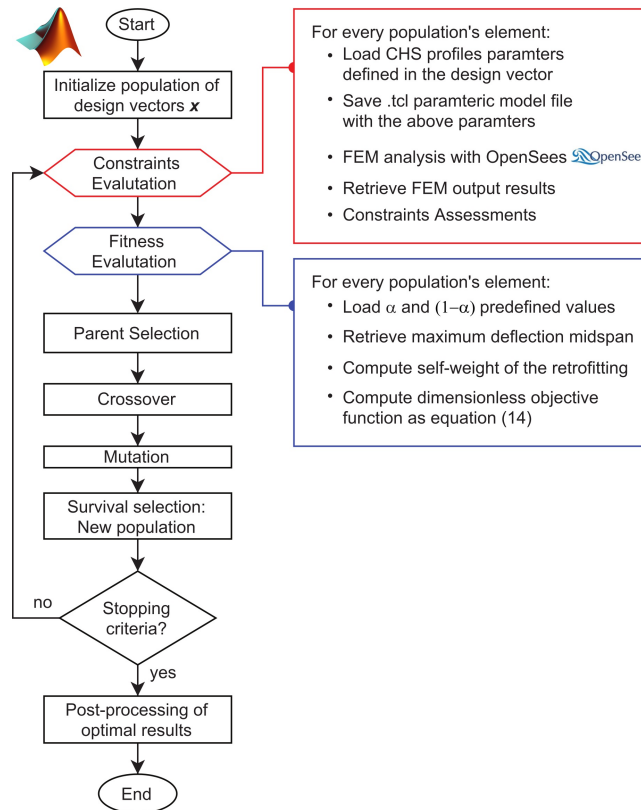 Start
Initialize population of
design vectors x
Constraints
Evalutation
Fitness
Evalutation
Parent Selection
Crossover
Mutation
Survival selection:
New population
no
Stopping
criteria?
yes
Post-processing of
optimal results
End
For every population's element:
• Load CHS profiles paramters
defined in the design vector
• Save .tcl paramteric model file
with the above paramters
• FEM analysis with OpenSees OpenSee
• Retrieve FEM output results
• Constraints Assessments
For every population's element:
• Load α and (1–α) predefined values
• Retrieve maximum deflection midspan
• Compute self-weight of the retrofitting
• Compute dimensionless objective
function as equation (14)